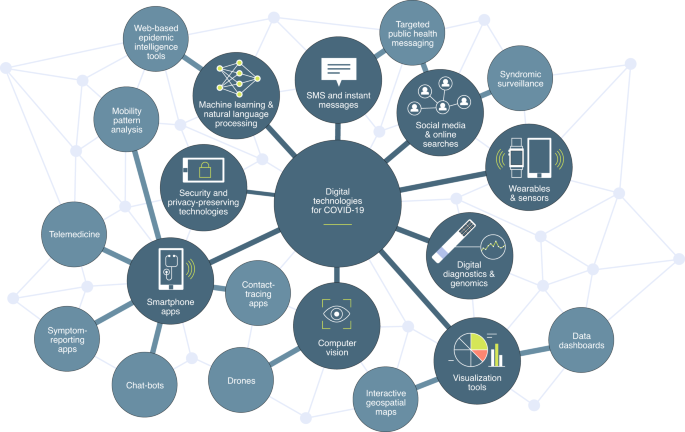 Web-based
epidemic
intelligence
tools
Targeted
public health
messaging
Machine learning &
natural language
processing
SMS and instant
messages
Social media
& online
searches
Syndromic
surveillance
Mobility
pattern
analysis
Security and
privacy-preserving
technologies
Digital
technologies
for COVID-19
Wearables
& sensors
Telemedicine
Smartphone
apps
Contact-
tracing apps
Digital
diagnostics &
genomics
Symptom-
reporting
apps
Computer
vision
Data
dashboards
Chat-bots
Drones
Interactive
geospatial
maps
Visualization
tools